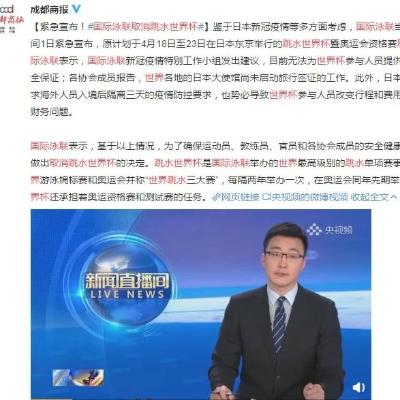 成都商报
【紧急宣布！#国际泳联取消跳水世界杯#】鉴于日本新冠疫情等多方面考虑，国际泳联
间1日紧急宣布，原计划于4月18日至23日在日本东京举行的跳水世界杯暨奥运会资格赛取
联表示，国际泳联新冠疫情特别工作小组发出建议，目前无法为世界杯参与人员提供
全保证；各协会成员报告，世界各地的日本大使馆尚未启动旅行签证的工作。此外，日本
求海外人员入境后隔离三天的疫情防控要求，也势必导致世界杯参与人员改变行程和费用
财务问题。
国际泳联表示，基于以上情况，为了确保运动员、教练员、官员和各协会成员的安全健康
做出取消跳水世界杯的决定。跳水世界杯是国际泳联举办的世界最高级别的跳水单项赛事
界游泳锦标赛和奥运会并称“世界跳水三大赛”，每隔两年举办一次，在奥运会同年先期举
杯还承担着奥运资格赛和测试赛的任务。网页链接 央视频的微博视频 收起全文
央视频
新闻直播间
LIVE NEWS